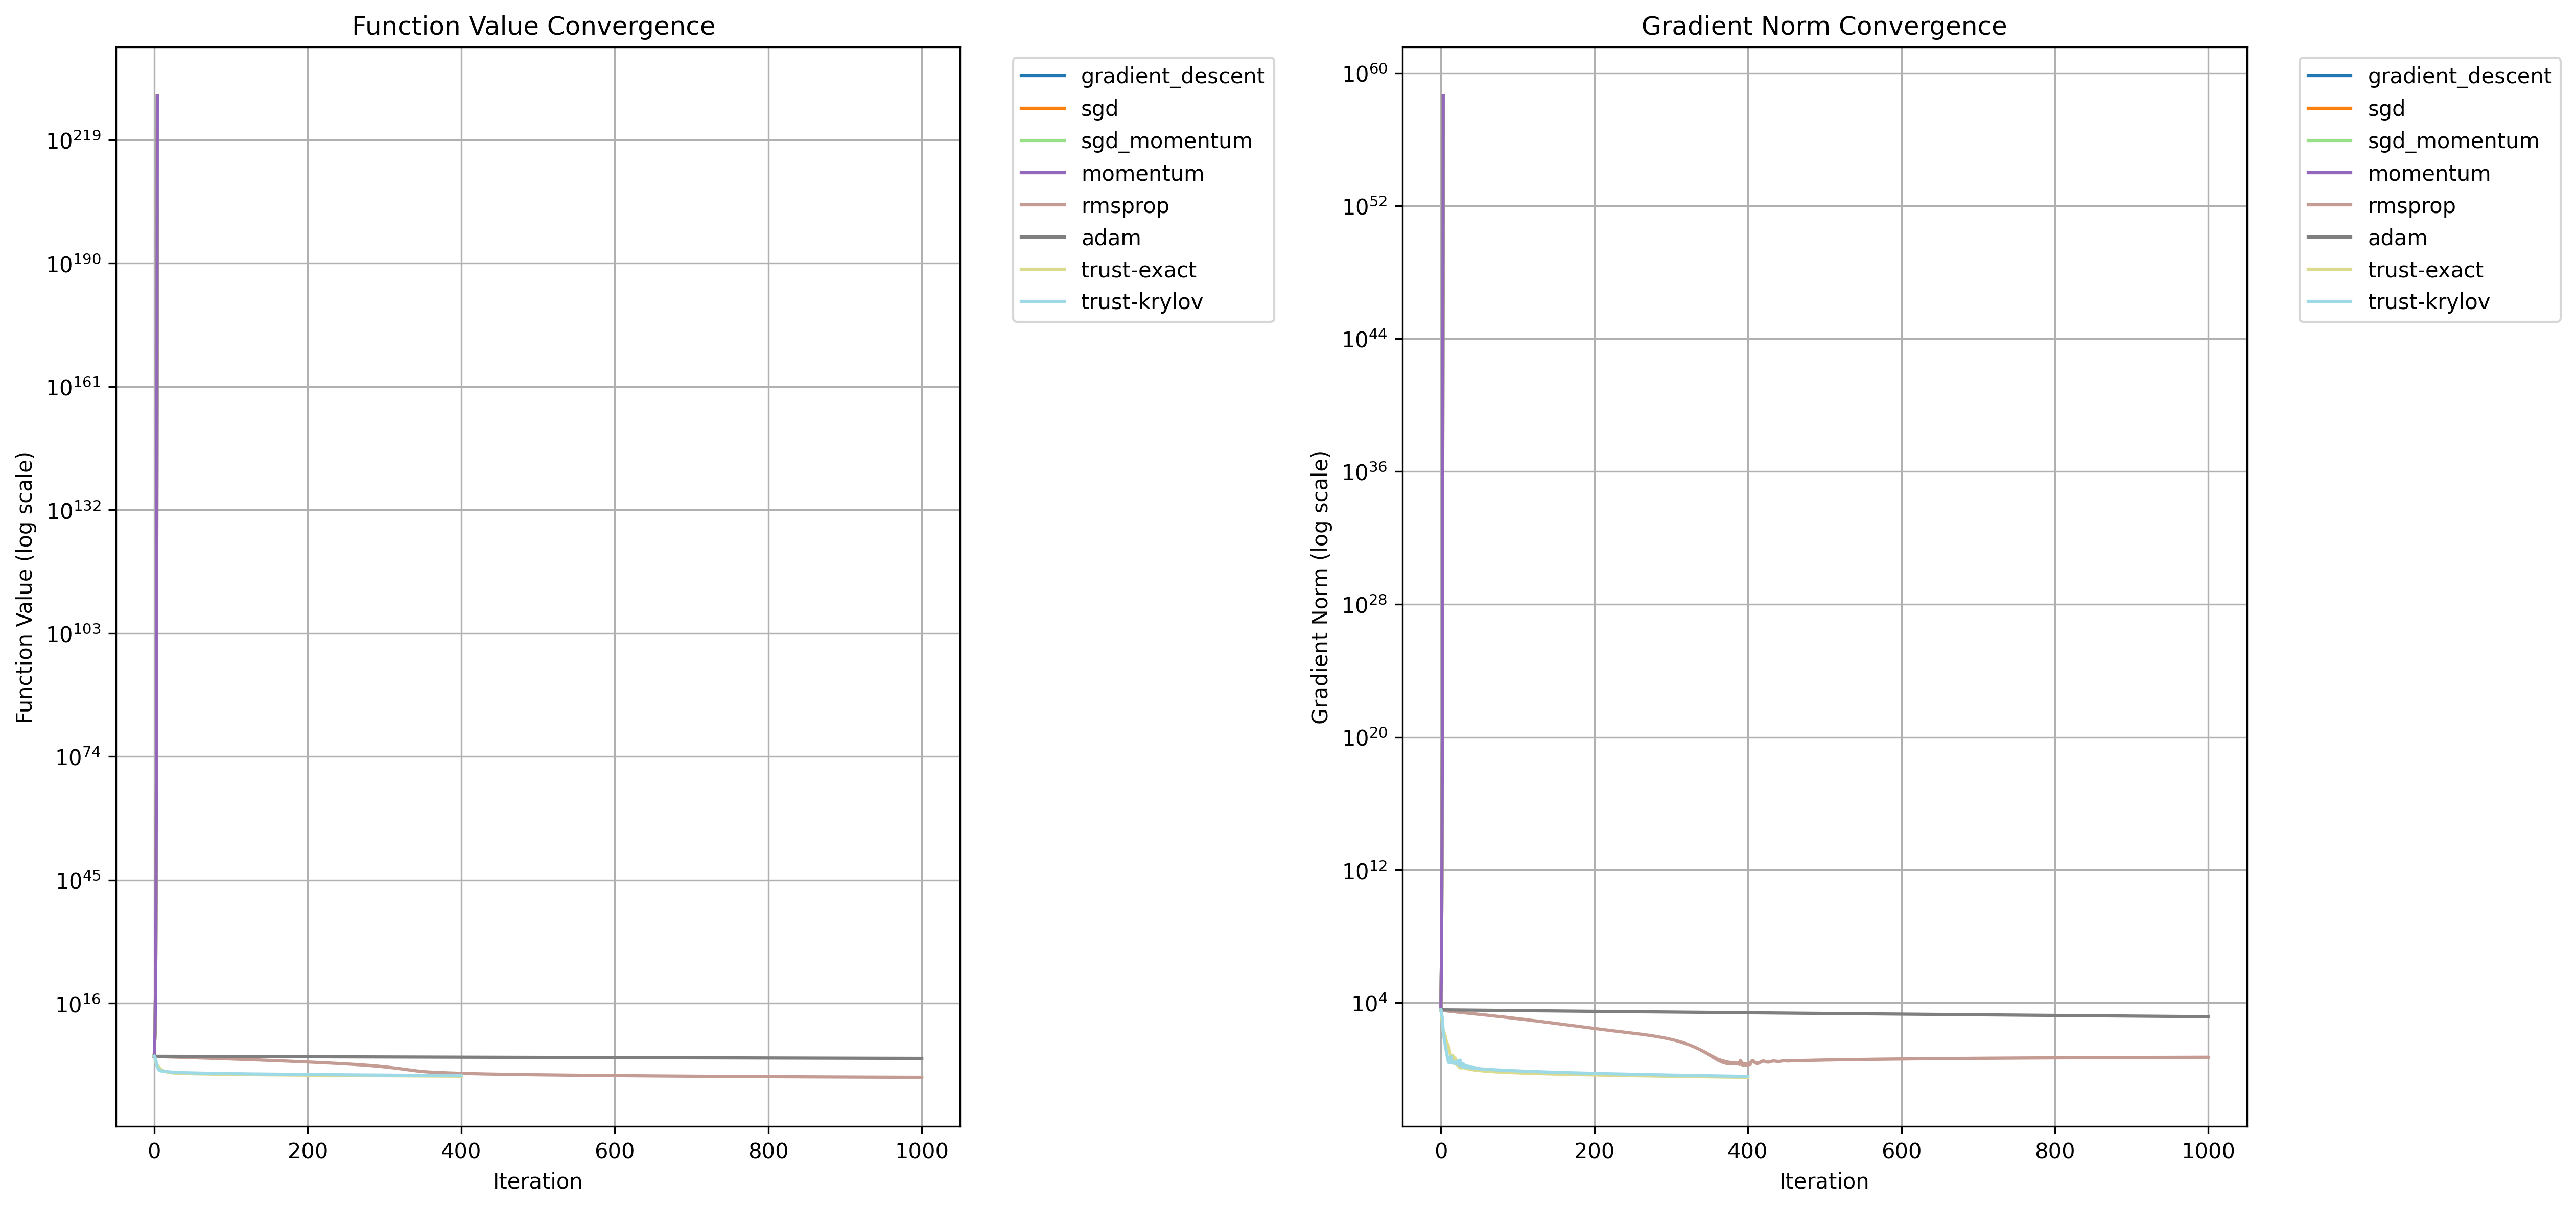 Function Value Convergence
Function Value (log scale)
10^219
10^190
10^161
10^132
10^103
10^74
10^45
10^16
0 200 400 600 800 1000
Iteration
gradient_descent
sgd
sgd_momentum
momentum
rmsprop
adam
trust-exact
trust-krylov
Gradient Norm Convergence
Gradient Norm (log scale)
10^60
10^52
10^44
10^36
10^28
10^20
10^12
10^4
0 200 400 600 800 1000
Iteration
gradient_descent
sgd
sgd_momentum
momentum
rmsprop
adam
trust-exact
trust-krylov